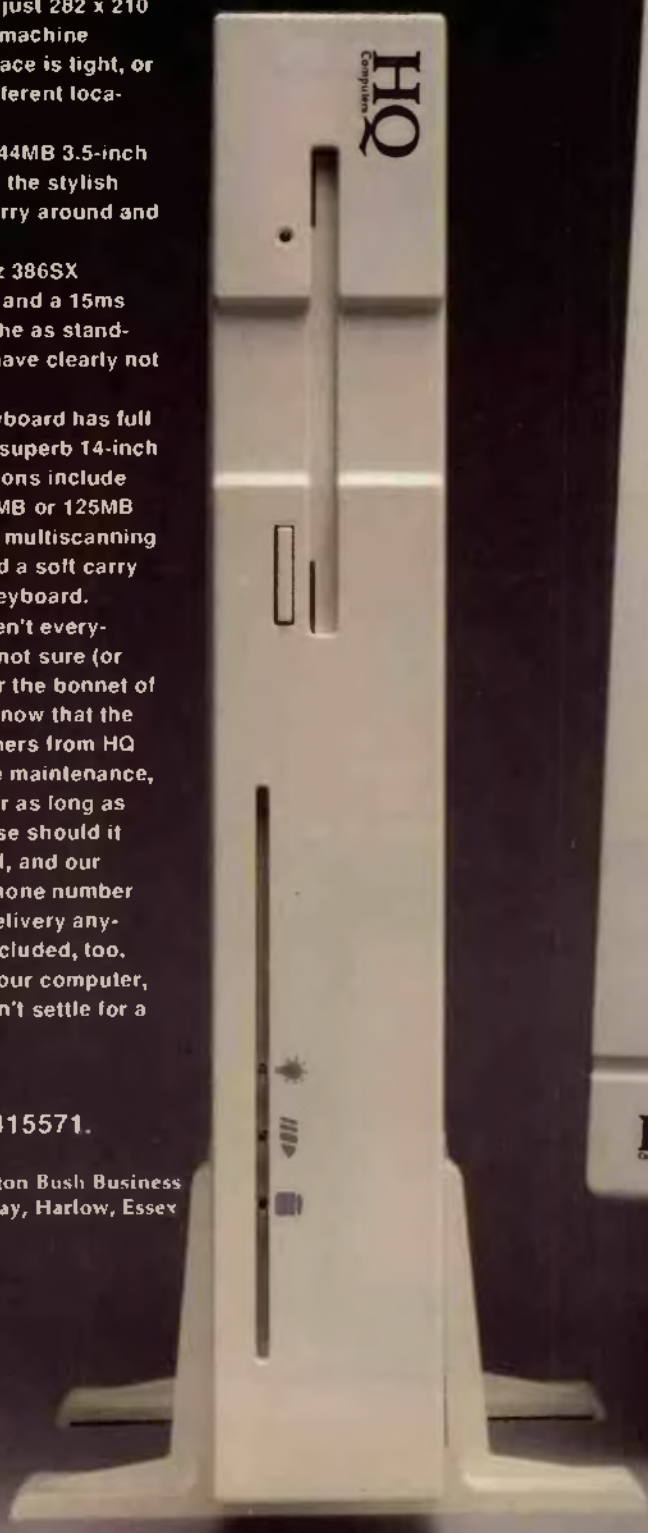 just 282 x 210
machine
ace is tight, or
ferent loca-
44MB 3.5-inch
the stylish
rry around and
z 386SX
and a 15ms
he as stand-
have clearly not
yboard has full
superb 14-inch
ons include
MB or 125MB
multiscanning
d a soft carry
eyboard.
en't every-
not sure (or
r the bonnet of
now that the
ners from HQ
e maintenance,
r as long as
se should it
l, and our
hone number
elivery any-
cluded, too.
our computer,
n't settle for a
415571.
ton Bush Business
ay, Harlow, Essex
HQ
Computers